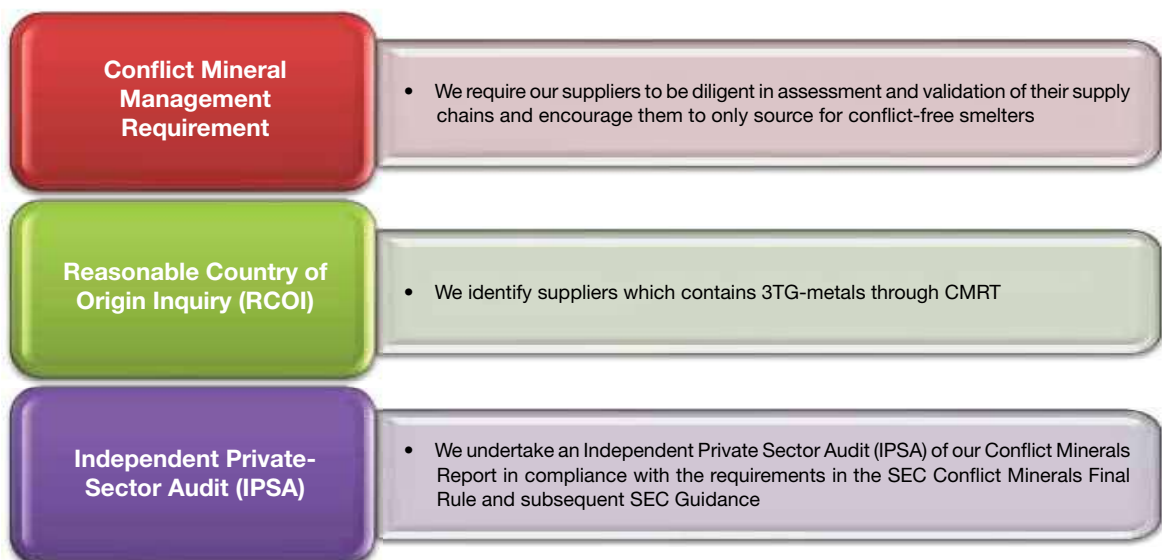 Conflict Mineral
Management
Requirement
• We require our suppliers to be diligent in assessment and validation of their supply
chains and encourage them to only source for conflict-free smelters
Reasonable Country of
Origin Inquiry (RCOI)
• We identify suppliers which contains 3TG-metals through CMRT
Independent Private-
Sector Audit (IPSA)
• We undertake an Independent Private Sector Audit (IPSA) of our Conflict Minerals
Report in compliance with the requirements in the SEC Conflict Minerals Final
Rule and subsequent SEC Guidance